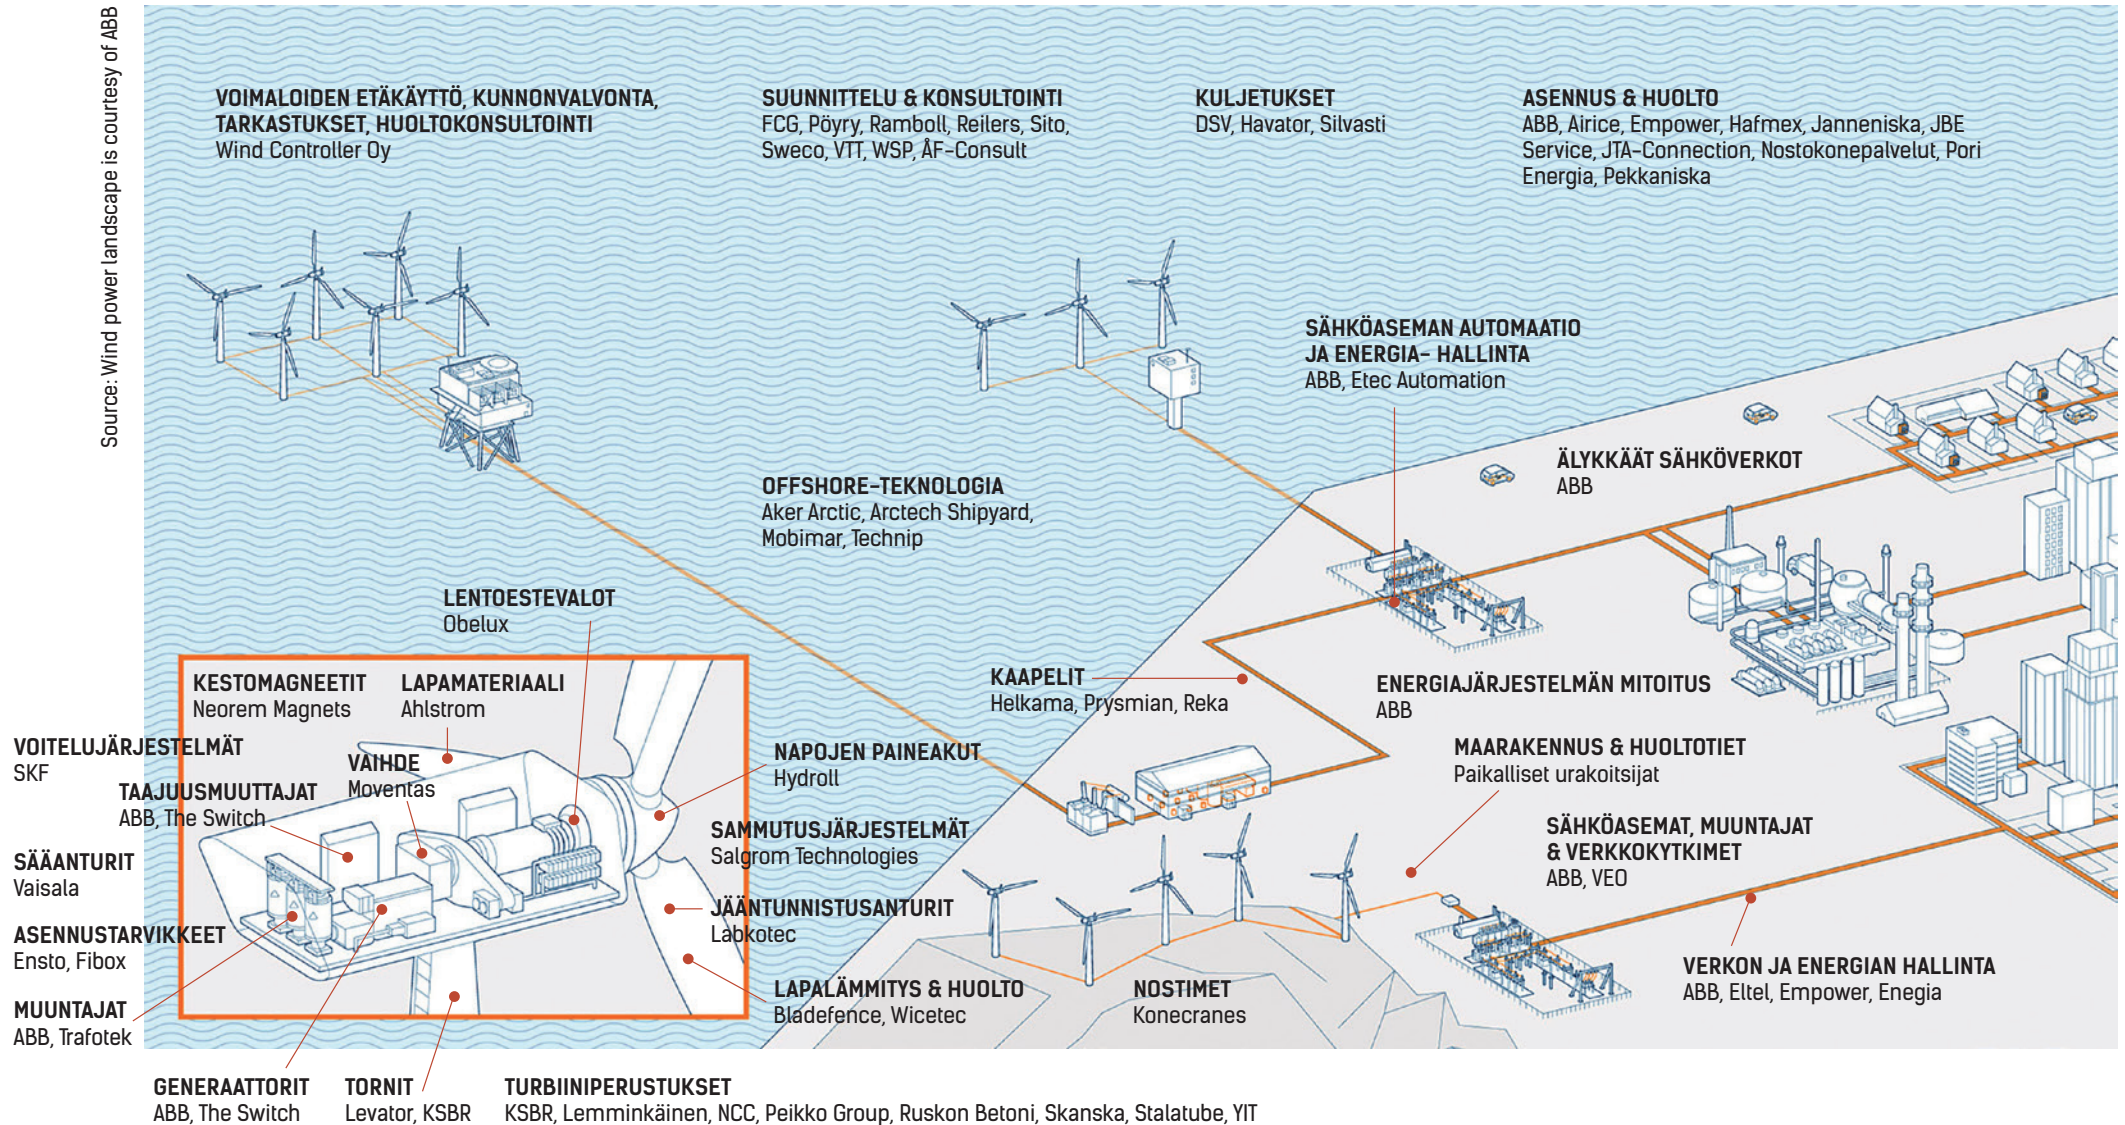 Source: Wind power landscape is courtesy of ABB
VOIMALOIDEN ETÄKÄYTTÖ, KUNNONVALVONTA,
TARKASTUKSET, HUOLTOKONSULTOINTI
Wind Controller Oy
SUUNNITTELU & KONSULTOINTI
FCG, Pöyry, Ramboll, Reilers, Sito,
Sweco, VTT, WSP, ÅF-Consult
KULJETUKSET
DSV, Havator, Silvasti
ASENNUS & HUOLTO
ABB, Airice, Empower, Hafmex, Janneniska, JBE
Service, JTA-Connection, Nostokonepalvelut, Pori
Energia, Pekkaniska
SÄHKÖASEMAN AUTOMAATIO
JA ENERGIA- HALLINTA
ABB, Etec Automation
ÄLYKKÄÄT SÄHKÖVERKOT
ABB
OFFSHORE-TEKNOLOGIA
Aker Arctic, Arctech Shipyard,
Mobimar, Technip
LENTOESTEVALOT
Obelux
KESTOMAGNEETIT
Neorem Magnets
LAPAMATERIAALI
Ahlstrom
KAAPELIT
Helkama, Prysmian, Reka
ENERGIAJÄRJESTELMÄN MITOITUS
ABB
VOITELUJÄRJESTELMÄT
SKF
VAIHDE
Moventas
NAPOJEN PAINEAKUT
Hydroll
MAARAKENNUS & HUOLTOTIET
Paikalliset urakoitsijat
TAAJUUSMUUTTAJAT
ABB, The Switch
SAMMUTUSJÄRJESTELMÄT
Salgrom Technologies
SÄHKÖASEMAT, MUUNTAJAT
& VERKKOKYTKIMET
ABB, VEO
SÄÄANTURIT
Vaisala
JÄÄNTUNNISTUSANTURIT
Labkotec
ASENNUSTARVIKKEET
Ensto, Fibox
VERKON JA ENERGIAN HALLINTA
ABB, Eltel, Empower, Enegia
LAPALÄMMITYS & HUOLTO
Bladefence, Wicetec
NOSTIMET
Konecranes
MUUNTAJAT
ABB, Trafotek
GENERAATTORIT
ABB, The Switch
TORNIT
Levator, KSBR
TURBIINIPERUSTUKSET
KSBR, Lemminkäinen, NCC, Peikko Group, Ruskon Betoni, Skanska, Stalatube, YIT